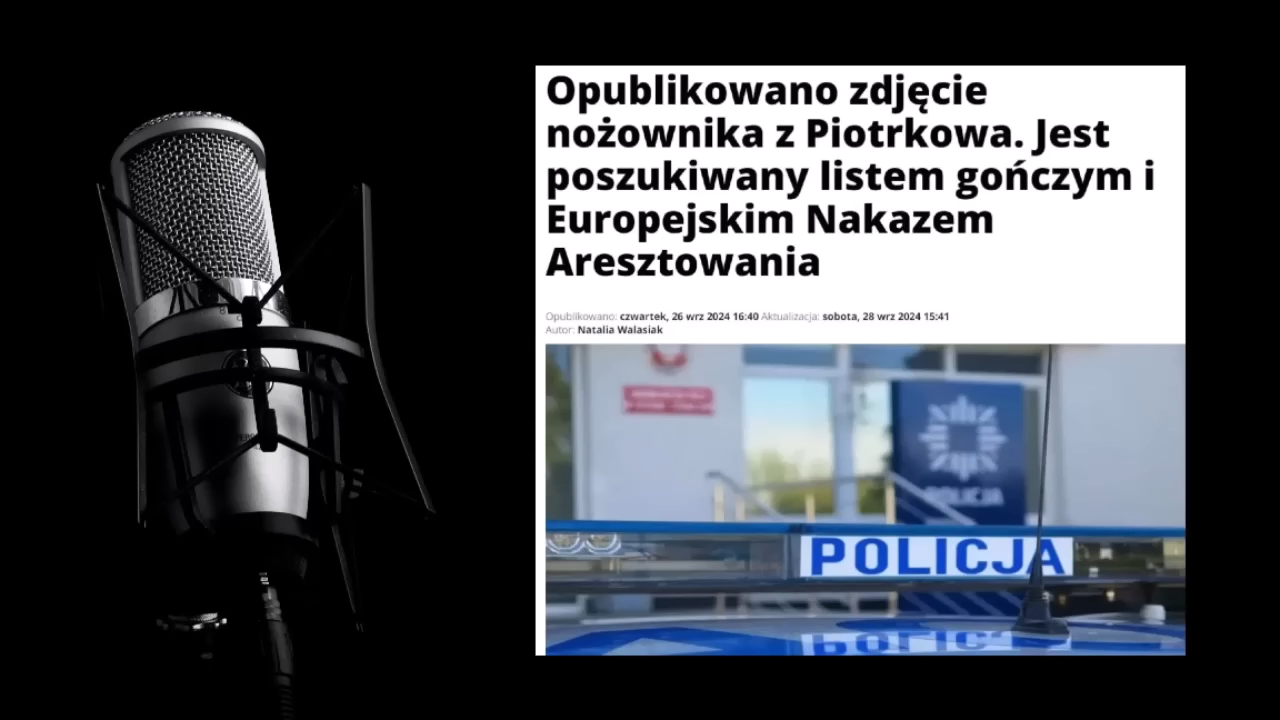 Opublikowano zdjęcie
nożownika z Piotrkowa. Jest
poszukiwany listem gończym i
Europejskim Nakazem
Aresztowania
Opublikowano: czwartek, 26 wrz 2024 16:40 Aktualizacja: sobota, 28 wrz 2024 15:41
Autor: Natalia Walasiak
POLICJA
POLICJA